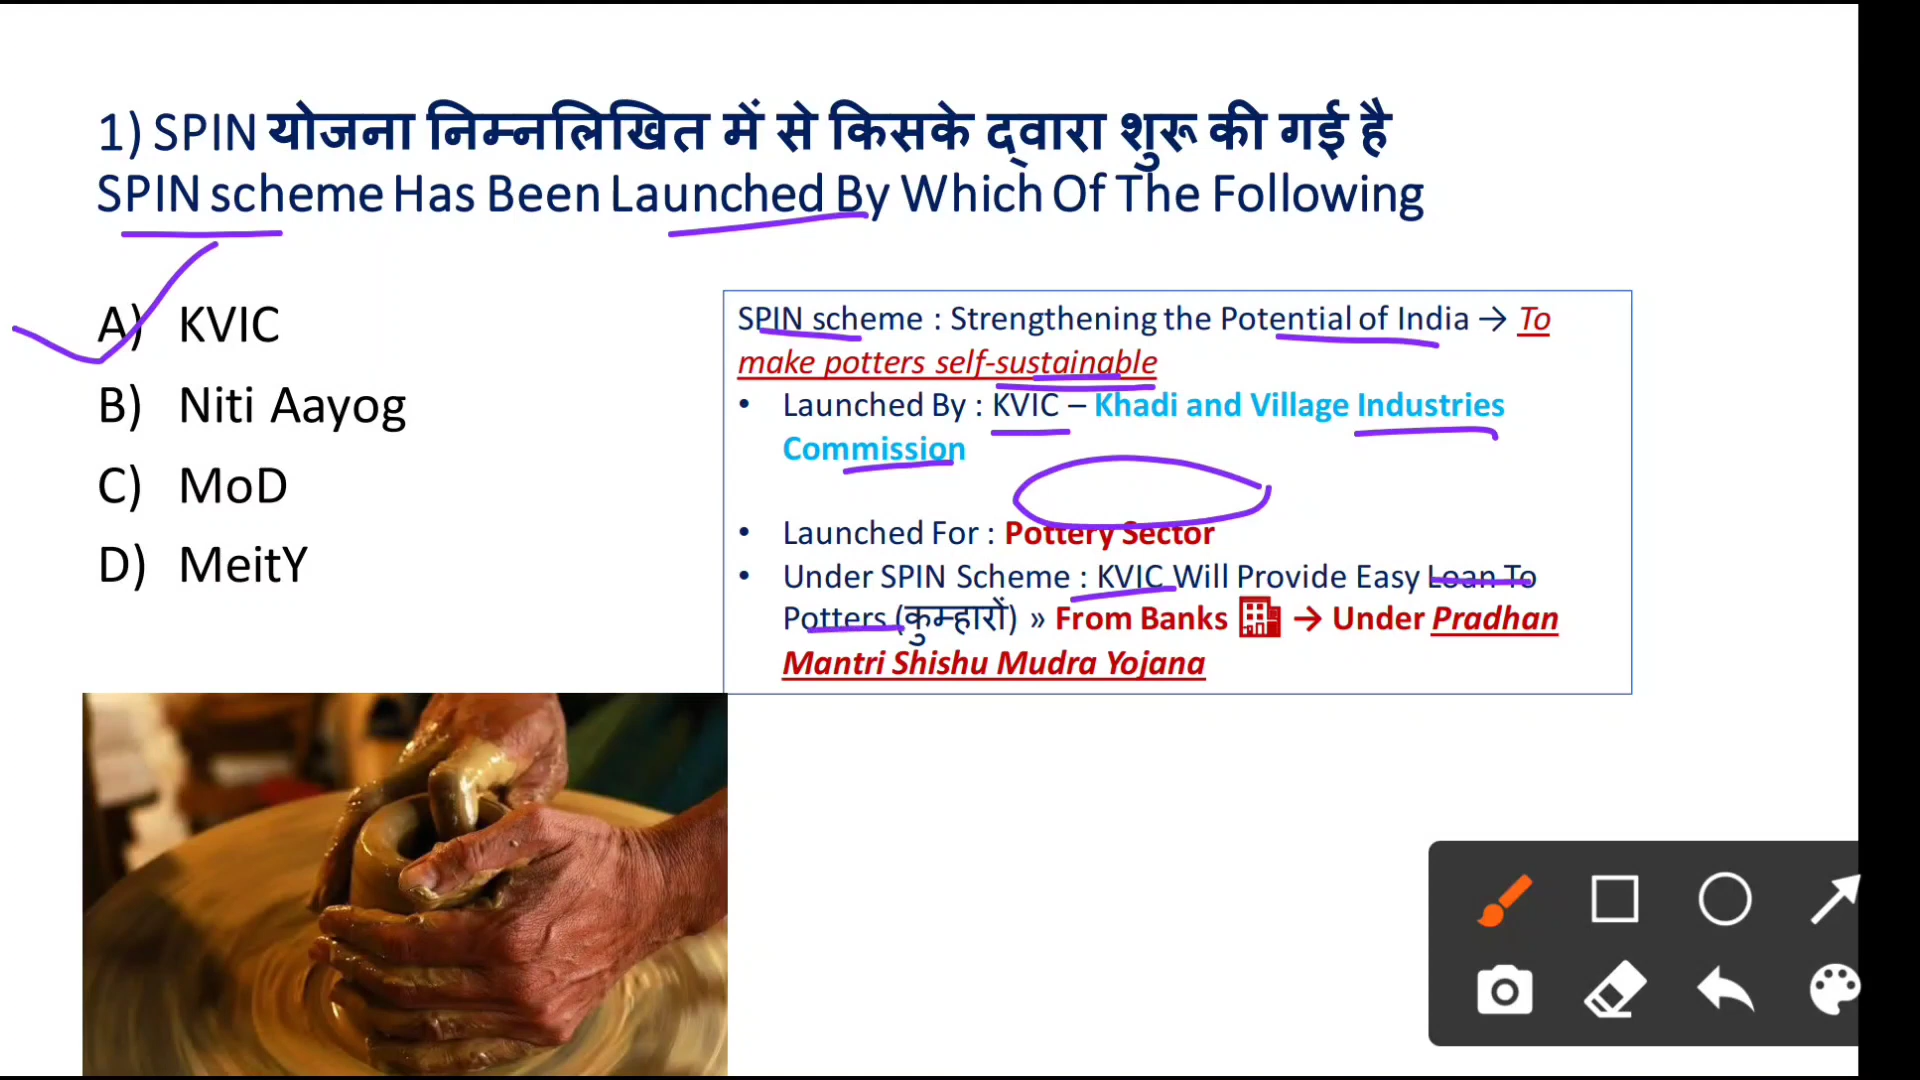 1) SPIN योजना निम्नलिखित में से किसके द्वारा शुरू की गई है
SPIN scheme Has Been Launched By Which Of The Following
A) KVIC
B) Niti Aayog
C) MoD
D) MeitY
SPIN scheme : Strengthening the Potential of India → To
make potters self-sustainable
• Launched By : KVIC – Khadi and Village Industries
Commission
• Launched For : Pottery Sector
• Under SPIN Scheme : KVIC Will Provide Easy Loan To
Potters (कुम्हारों) » From Banks → Under Pradhan
Mantri Shishu Mudra Yojana